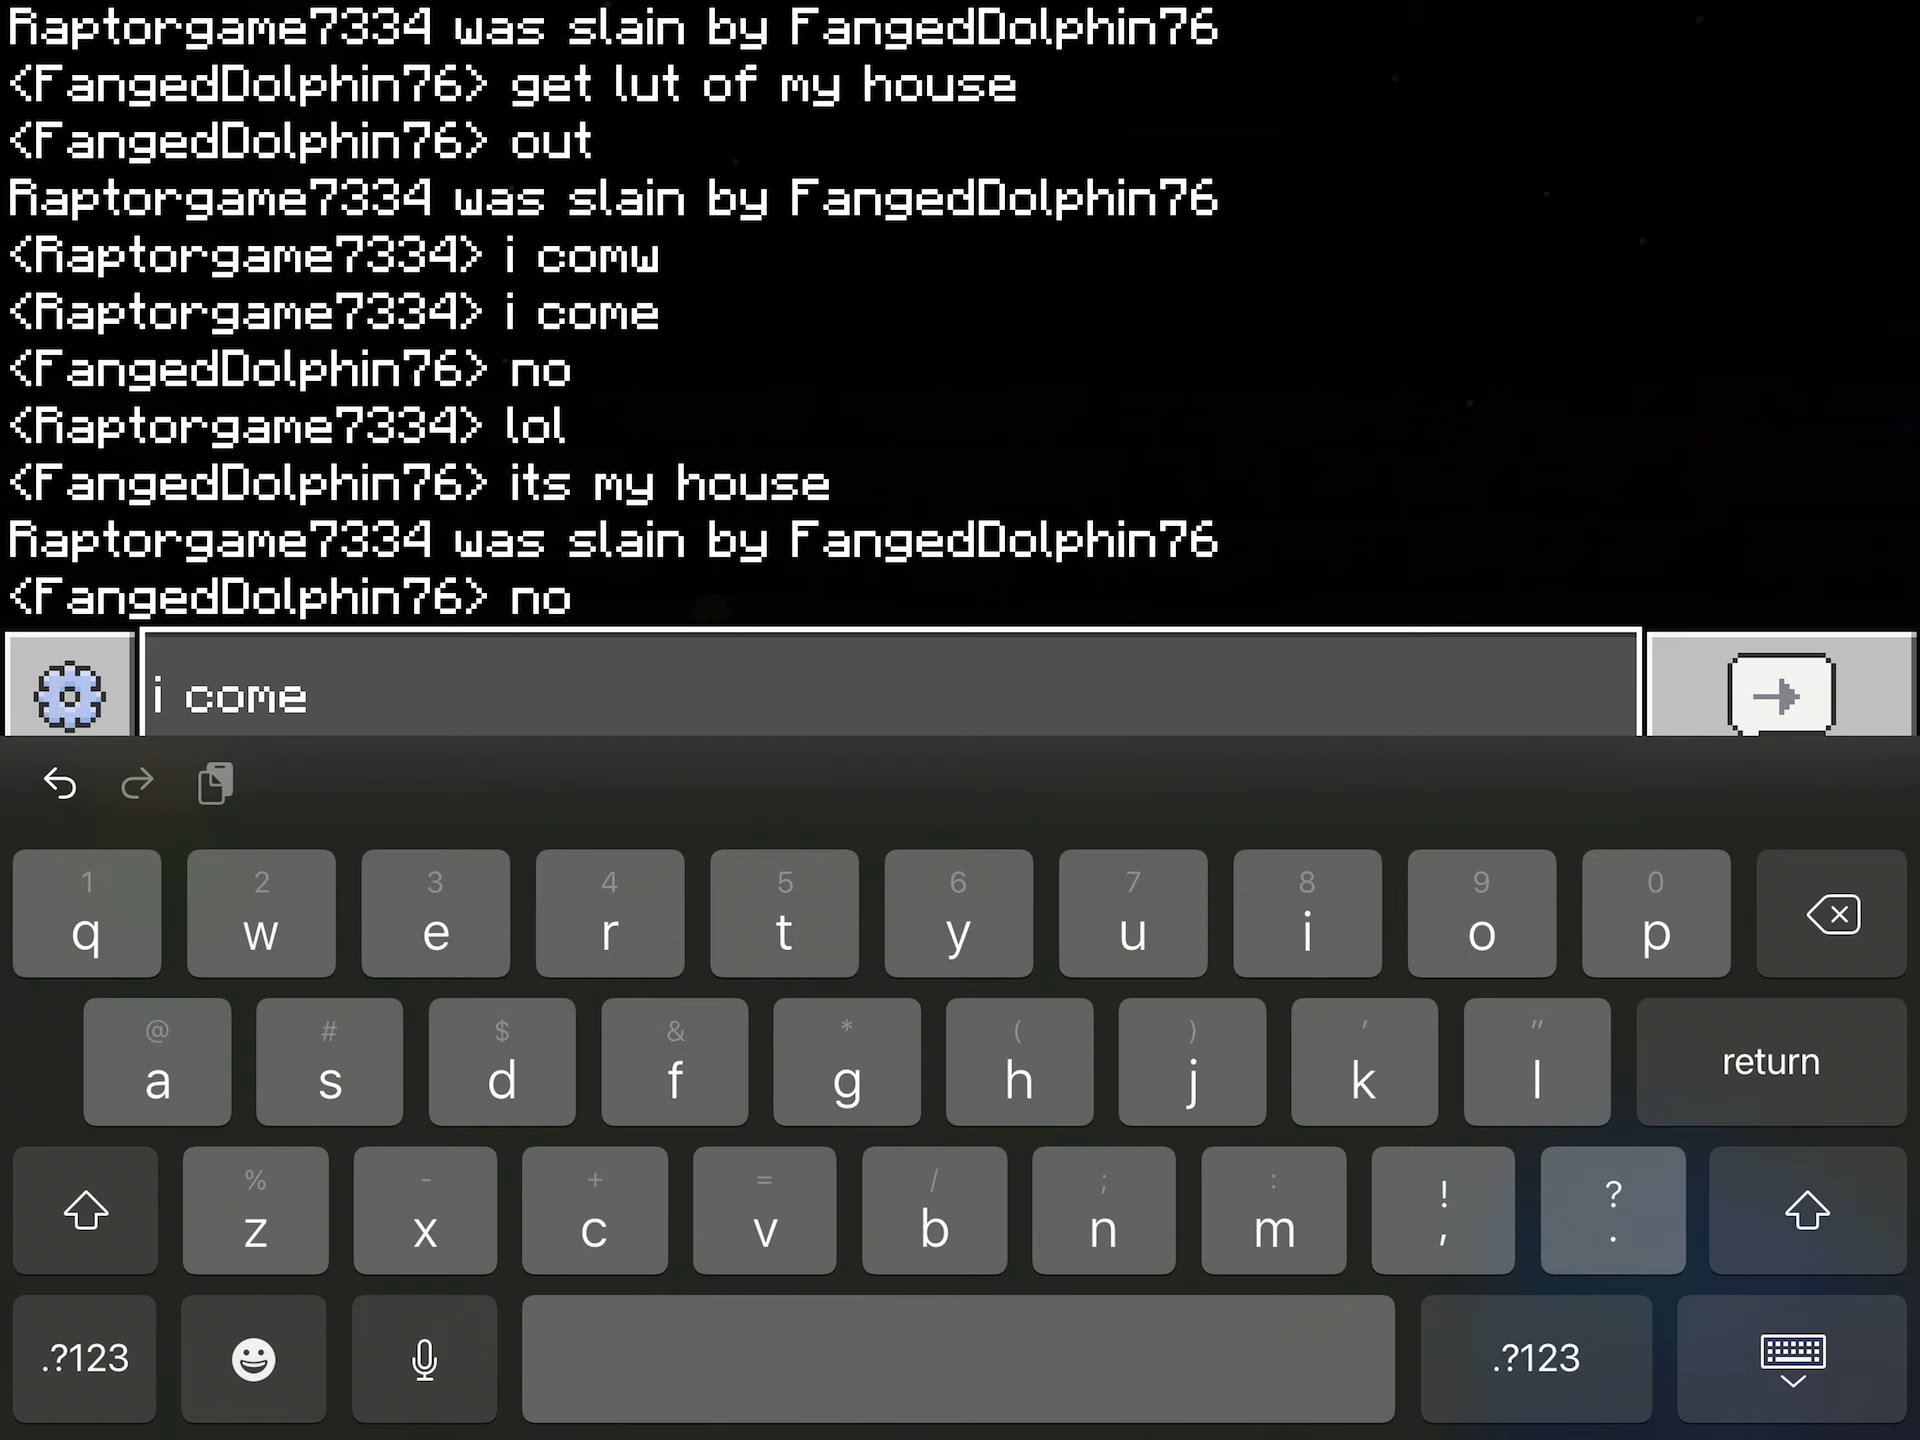 Raptorgame7334 was slain by FangedDolphin76
<FangedDolphin76> get lut of my house
<FangedDolphin76> out
Raptorgame7334 was slain by FangedDolphin76
<Raptorgame7334> i comw
<Raptorgame7334> i come
<FangedDolphin76> no
<Raptorgame7334> lol
<FangedDolphin76> its my house
Raptorgame7334 was slain by FangedDolphin76
<FangedDolphin76> no
i come
1 2 3 4 5 6 7 8 9 0
q w e r t y u i o p
@ # $ & * ( ) ' "
a s d f g h j k l return
% - + = / ; : ! ?
z x c v b n m , .
.?123 .?123